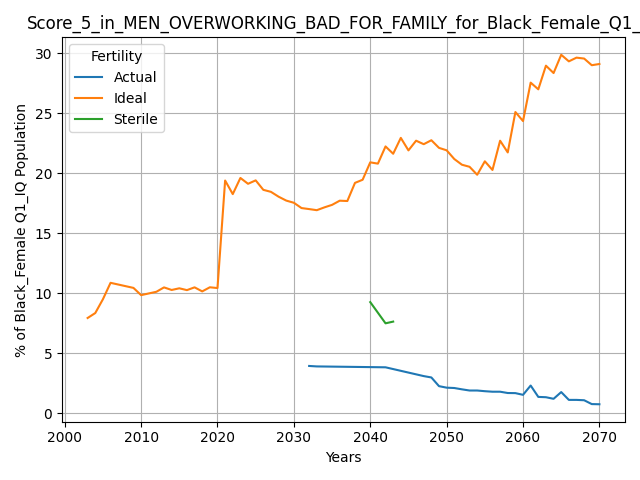 Score_5_in_MEN_OVERWORKING_BAD_FOR_FAMILY_for_Black_Female_Q1_
Fertility
Actual
Ideal
Sterile
% of Black_Female Q1_IQ Population
30
25
20
15
10
5
0
2000 2010 2020 2030 2040 2050 2060 2070
Years